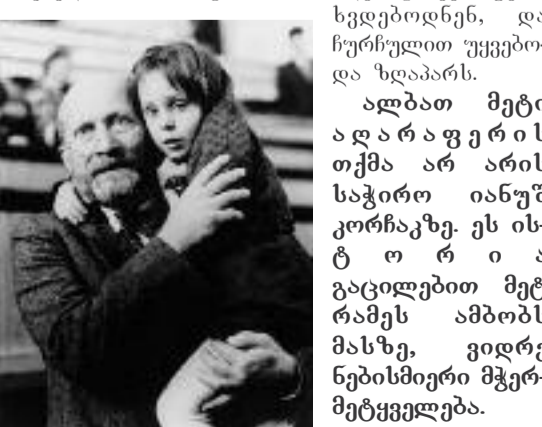 ხვდებოდნენ, და
ჩურჩულით უყვებო-
და ზღაპარს.
ალბათ მეტი
აღარაფერის
თქმა არ არის
საჭირო იანუშ
კორჩაკზე. ეს ის-
ტორია
გაცილებით მეტ
რამეს ამბობს
მასზე, ვიდრე
ნებისმიერი მჭერ-
მეტყველება.